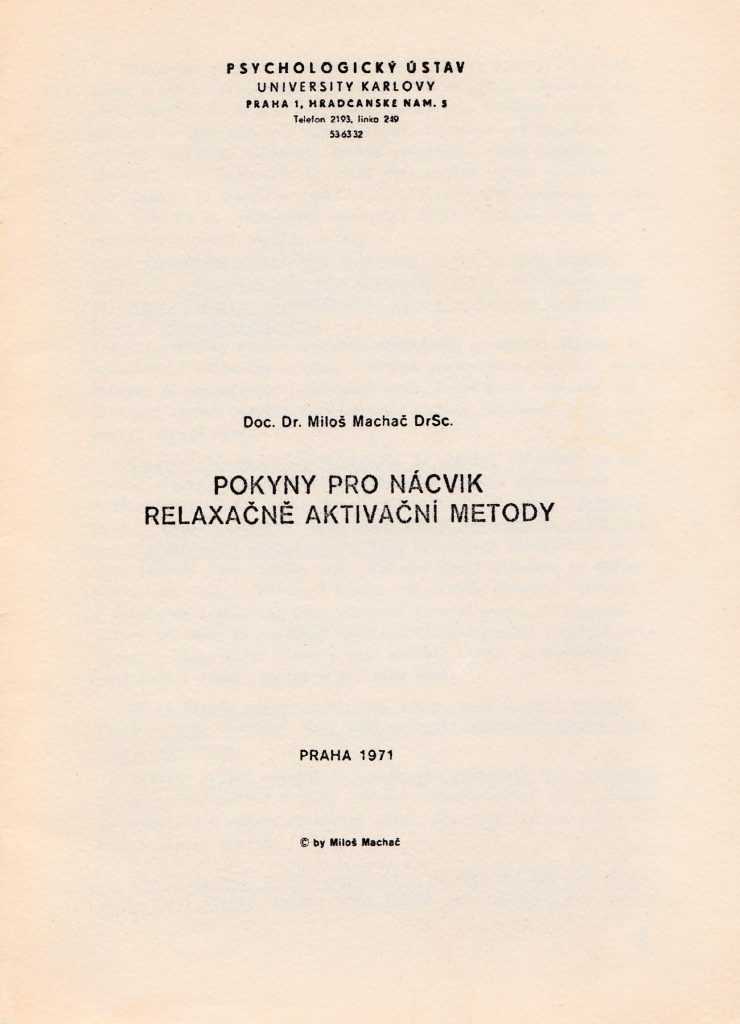 PSYCHOLOGICKÝ ÚSTAV
UNIVERSITY KARLOVY
PRAHA 1, HRADČANSKÉ NÁM. 5
Telefon 2193, linka 249
536332
Doc. Dr. Miloš Machač DrSc.
POKYNY PRO NÁCVIK
RELAXAČNĚ AKTIVAČNÍ METODY
PRAHA 1971
© by Miloš Machač